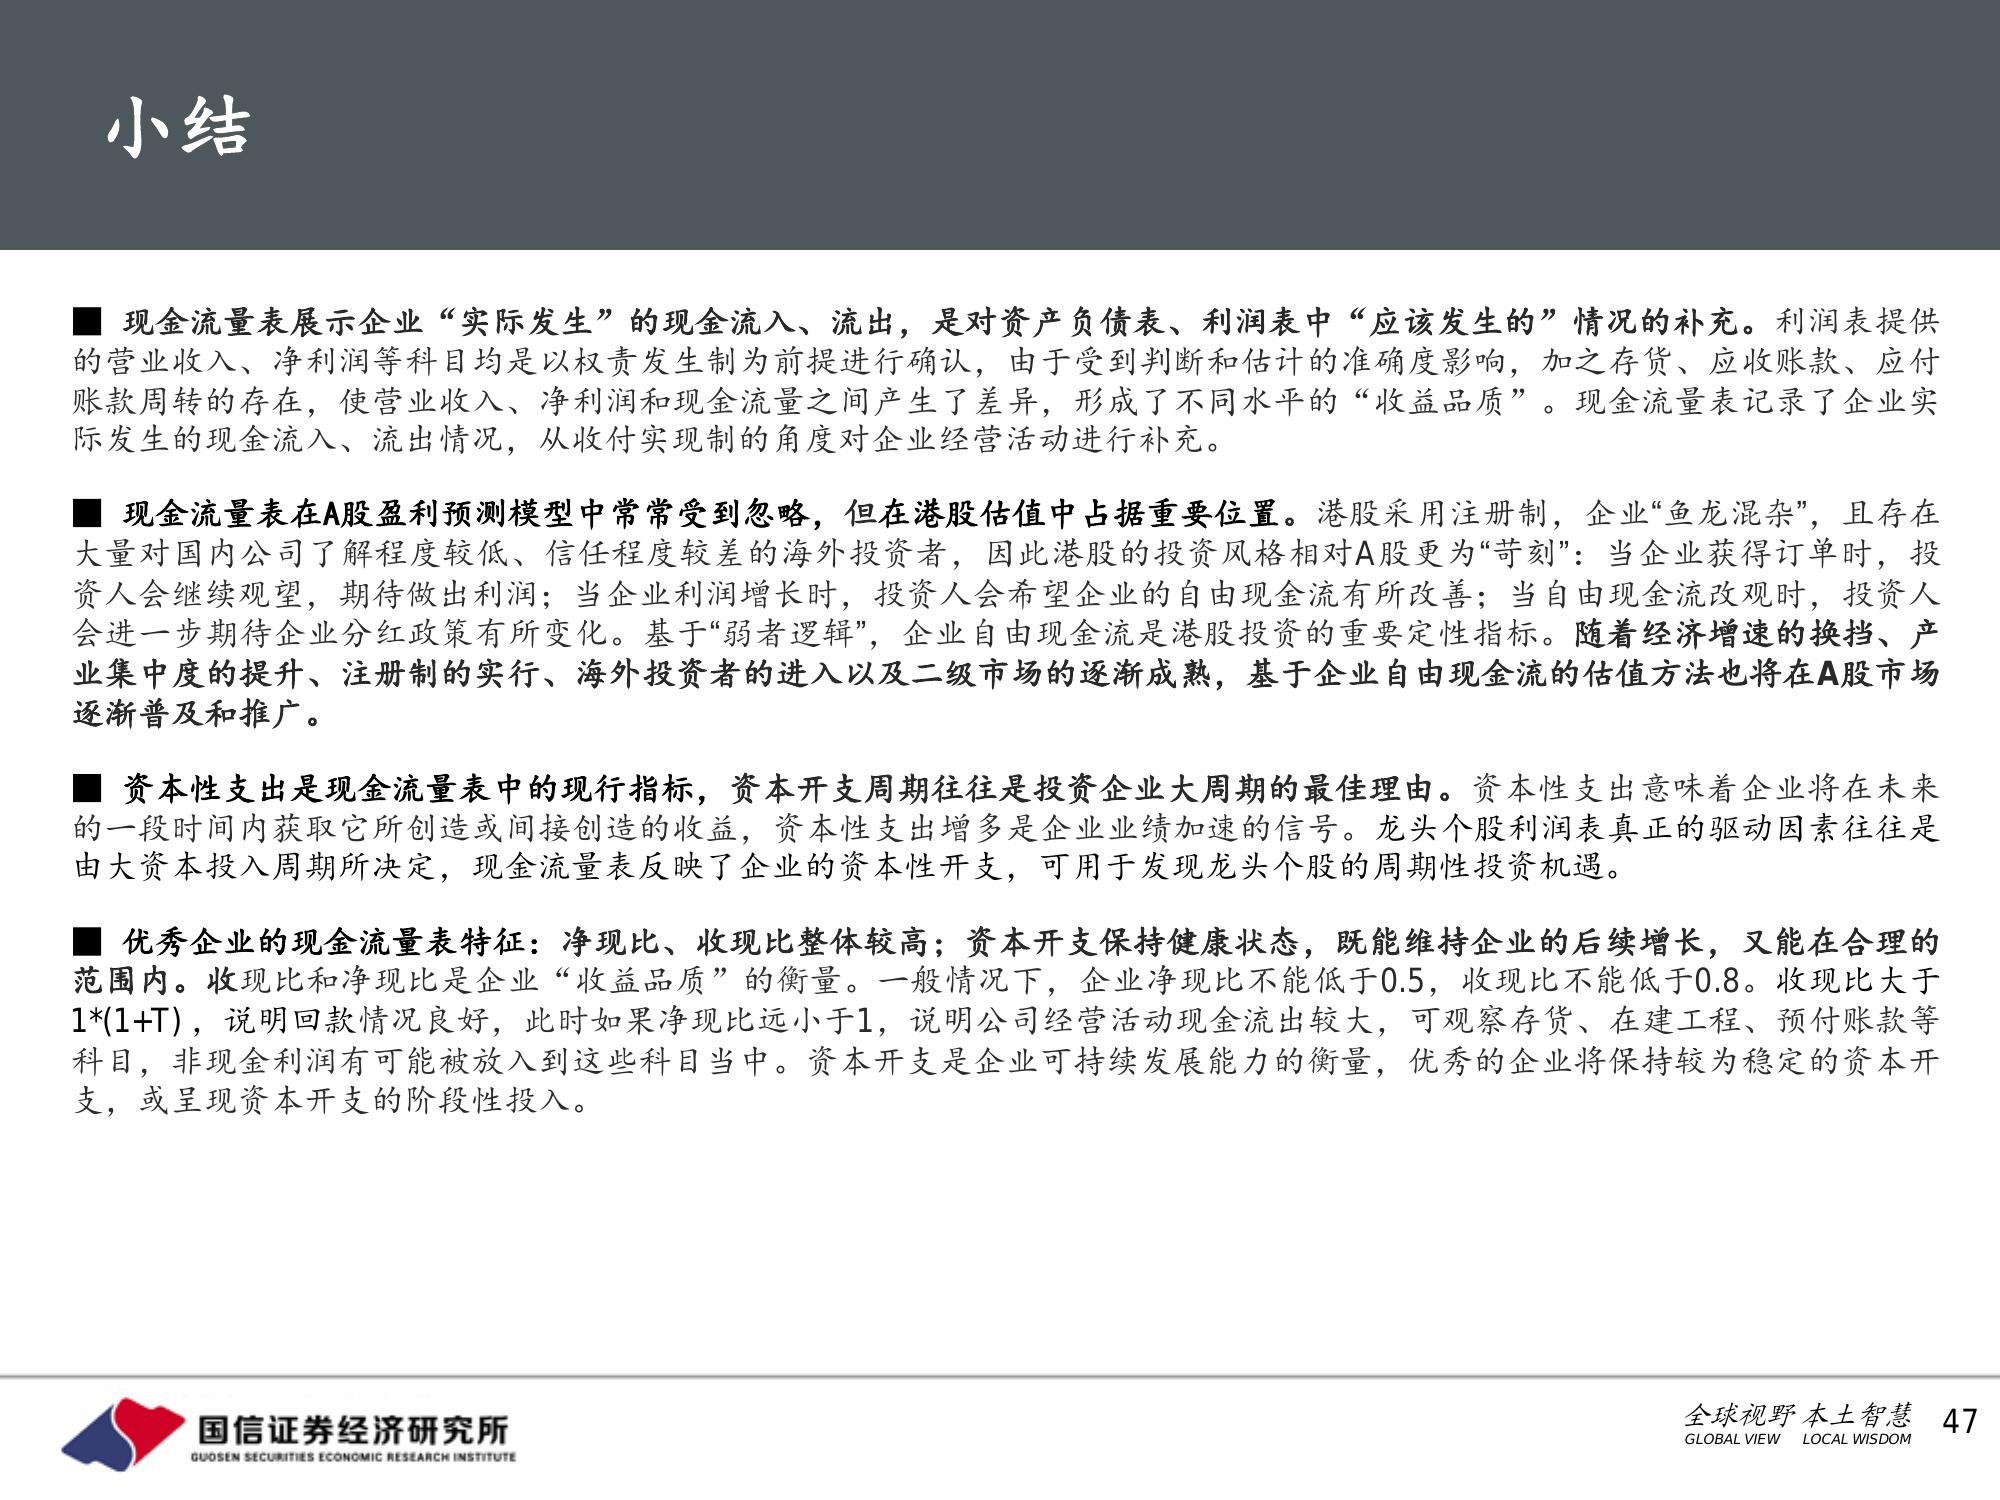 小结
■ 现金流量表展示企业“实际发生”的现金流入、流出，是对资产负债表、利润表中“应该发生的”情况的补充。利润表提供
的营业收入、净利润等科目均是以权责发生制为前提进行确认，由于受到判断和估计的准确度影响，加之存货、应收账款、应付
账款周转的存在，使营业收入、净利润和现金流量之间产生了差异，形成了不同水平的“收益品质”。现金流量表记录了企业实
际发生的现金流入、流出情况，从收付实现制的角度对企业经营活动进行补充。
■ 现金流量表在A股盈利预测模型中常常受到忽略，但在港股估值中占据重要位置。港股采用注册制，企业“鱼龙混杂”，且存在
大量对国内公司了解程度较低、信任程度较差的海外投资者，因此港股的投资风格相对A股更为“苛刻”：当企业获得订单时，投
资人会继续观望，期待做出利润；当企业利润增长时，投资人会希望企业的自由现金流有所改善；当自由现金流改观时，投资人
会进一步期待企业分红政策有所变化。基于“弱者逻辑”，企业自由现金流是港股投资的重要定性指标。随着经济增速的换挡、产
业集中度的提升、注册制的实行、海外投资者的进入以及二级市场的逐渐成熟，基于企业自由现金流的估值方法也将在A股市场
逐渐普及和推广。
■ 资本性支出是现金流量表中的现行指标，资本开支周期往往是投资企业大周期的最佳理由。资本性支出意味着企业将在未来
的一段时间内获取它所创造或间接创造的收益，资本性支出增多是企业业绩加速的信号。龙头个股利润表真正的驱动因素往往是
由大资本投入周期所决定，现金流量表反映了企业的资本性开支，可用于发现龙头个股的周期性投资机遇。
■ 优秀企业的现金流量表特征：净现比、收现比整体较高；资本开支保持健康状态，既能维持企业的后续增长，又能在合理的
范围内。收现比和净现比是企业“收益品质”的衡量。一般情况下，企业净现比不能低于0.5，收现比不能低于0.8。收现比大于
1*(1+T)，说明回款情况良好，此时如果净现比远小于1，说明公司经营活动现金流出较大，可观察存货、在建工程、预付账款等
科目，非现金利润有可能被放入到这些科目当中。资本开支是企业可持续发展能力的衡量，优秀的企业将保持较为稳定的资本开
支，或呈现资本开支的阶段性投入。
国信证券经济研究所
GUOSEN SECURITIES ECONOMIC RESEARCH INSTITUTE
全球视野 本土智慧
GLOBAL VIEW LOCAL WISDOM
47